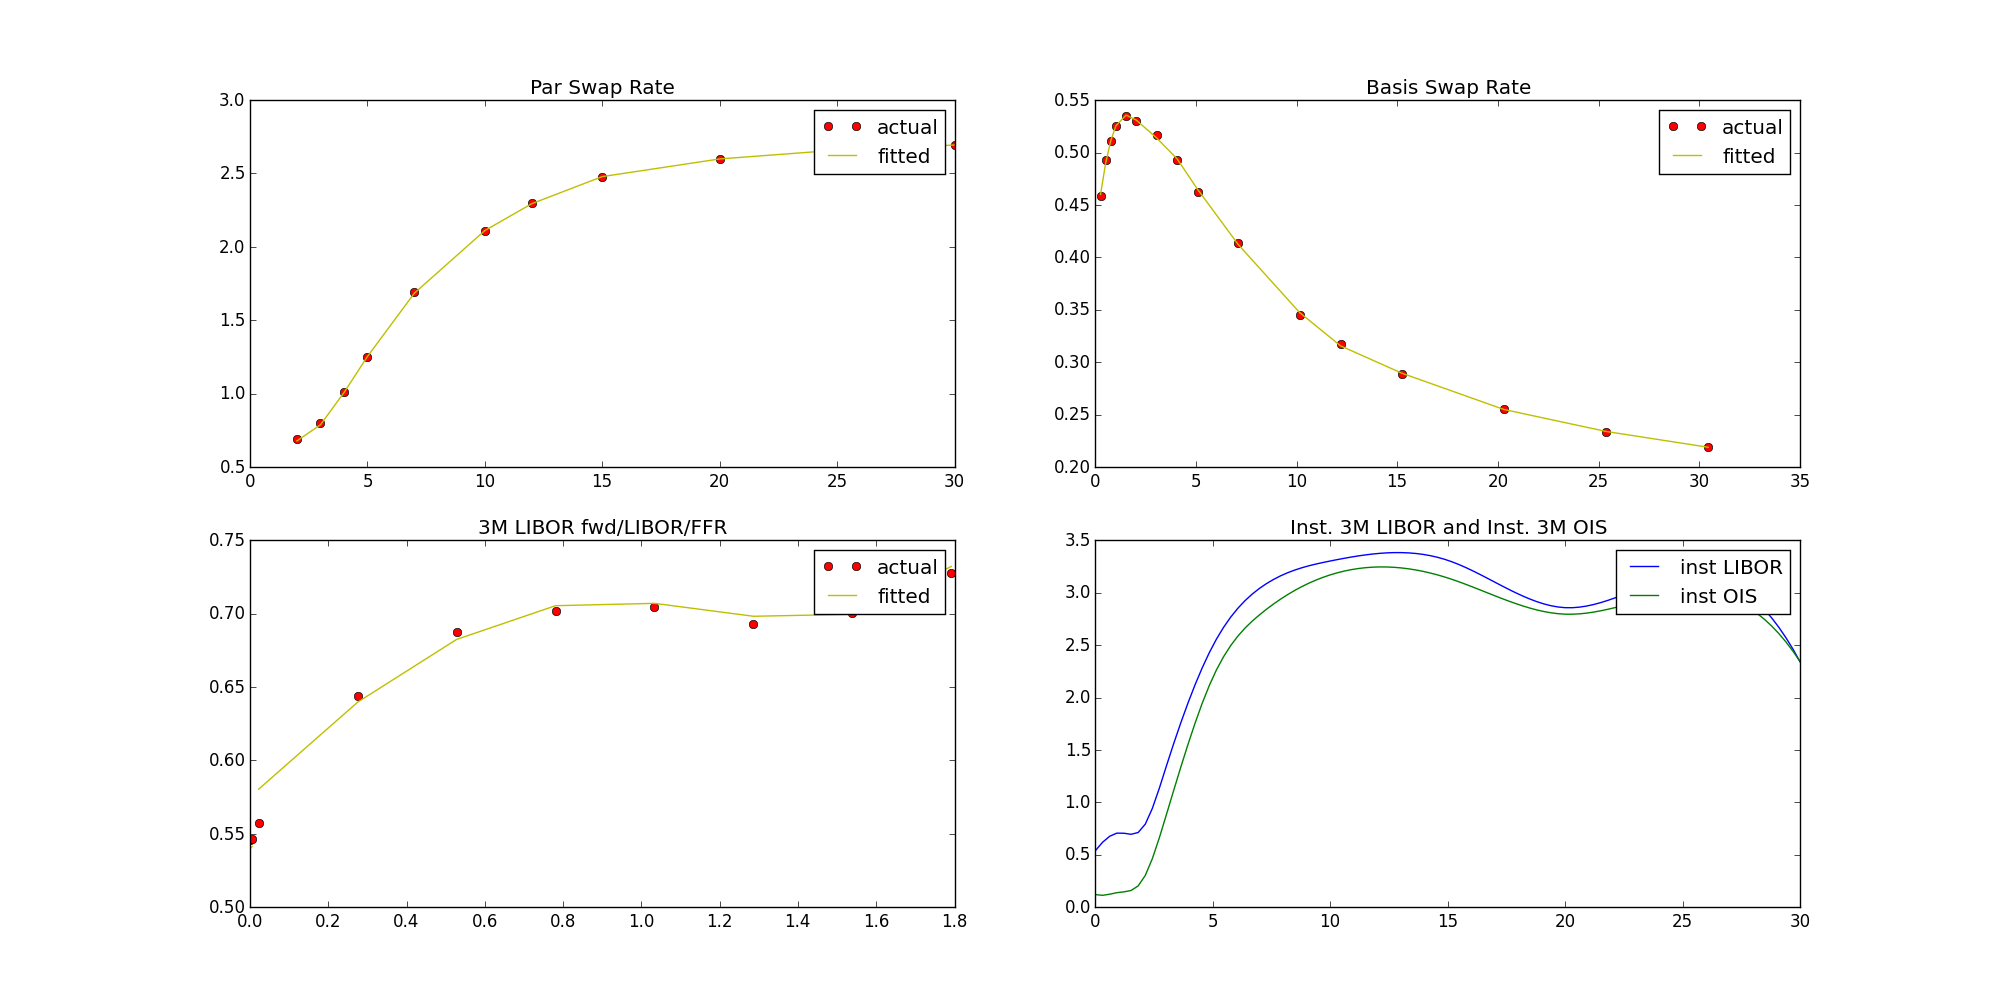 Par Swap Rate
3.0
2.5
2.0
1.5
1.0
0.5
0 5 10 15 20 25 30
actual
fitted
Basis Swap Rate
0.55
0.50
0.45
0.40
0.35
0.30
0.25
0.20
0 5 10 15 20 25 30 35
actual
fitted
3M LIBOR fwd/LIBOR/FFR
0.75
0.70
0.65
0.60
0.55
0.50
0.0 0.2 0.4 0.6 0.8 1.0 1.2 1.4 1.6 1.8
actual
fitted
Inst. 3M LIBOR and Inst. 3M OIS
3.5
3.0
2.5
2.0
1.5
1.0
0.5
0.0
0 5 10 15 20 25 30
inst LIBOR
inst OIS